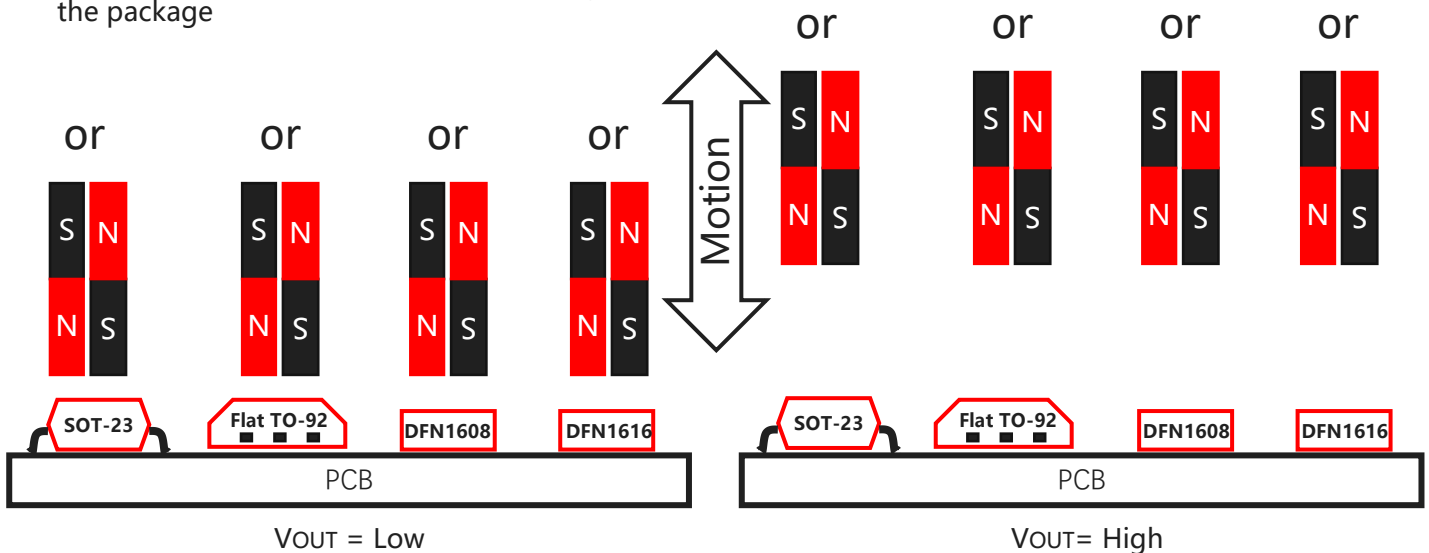 the package
or or or or
or or or or
S N S N S N S N
N S N S N S N S
Motion
S N S N S N S N
N S N S N S N S
SOT-23 Flat TO-92 DFN1608 DFN1616
PCB
VOUT = Low
SOT-23 Flat TO-92 DFN1608 DFN1616
PCB
VOUT= High